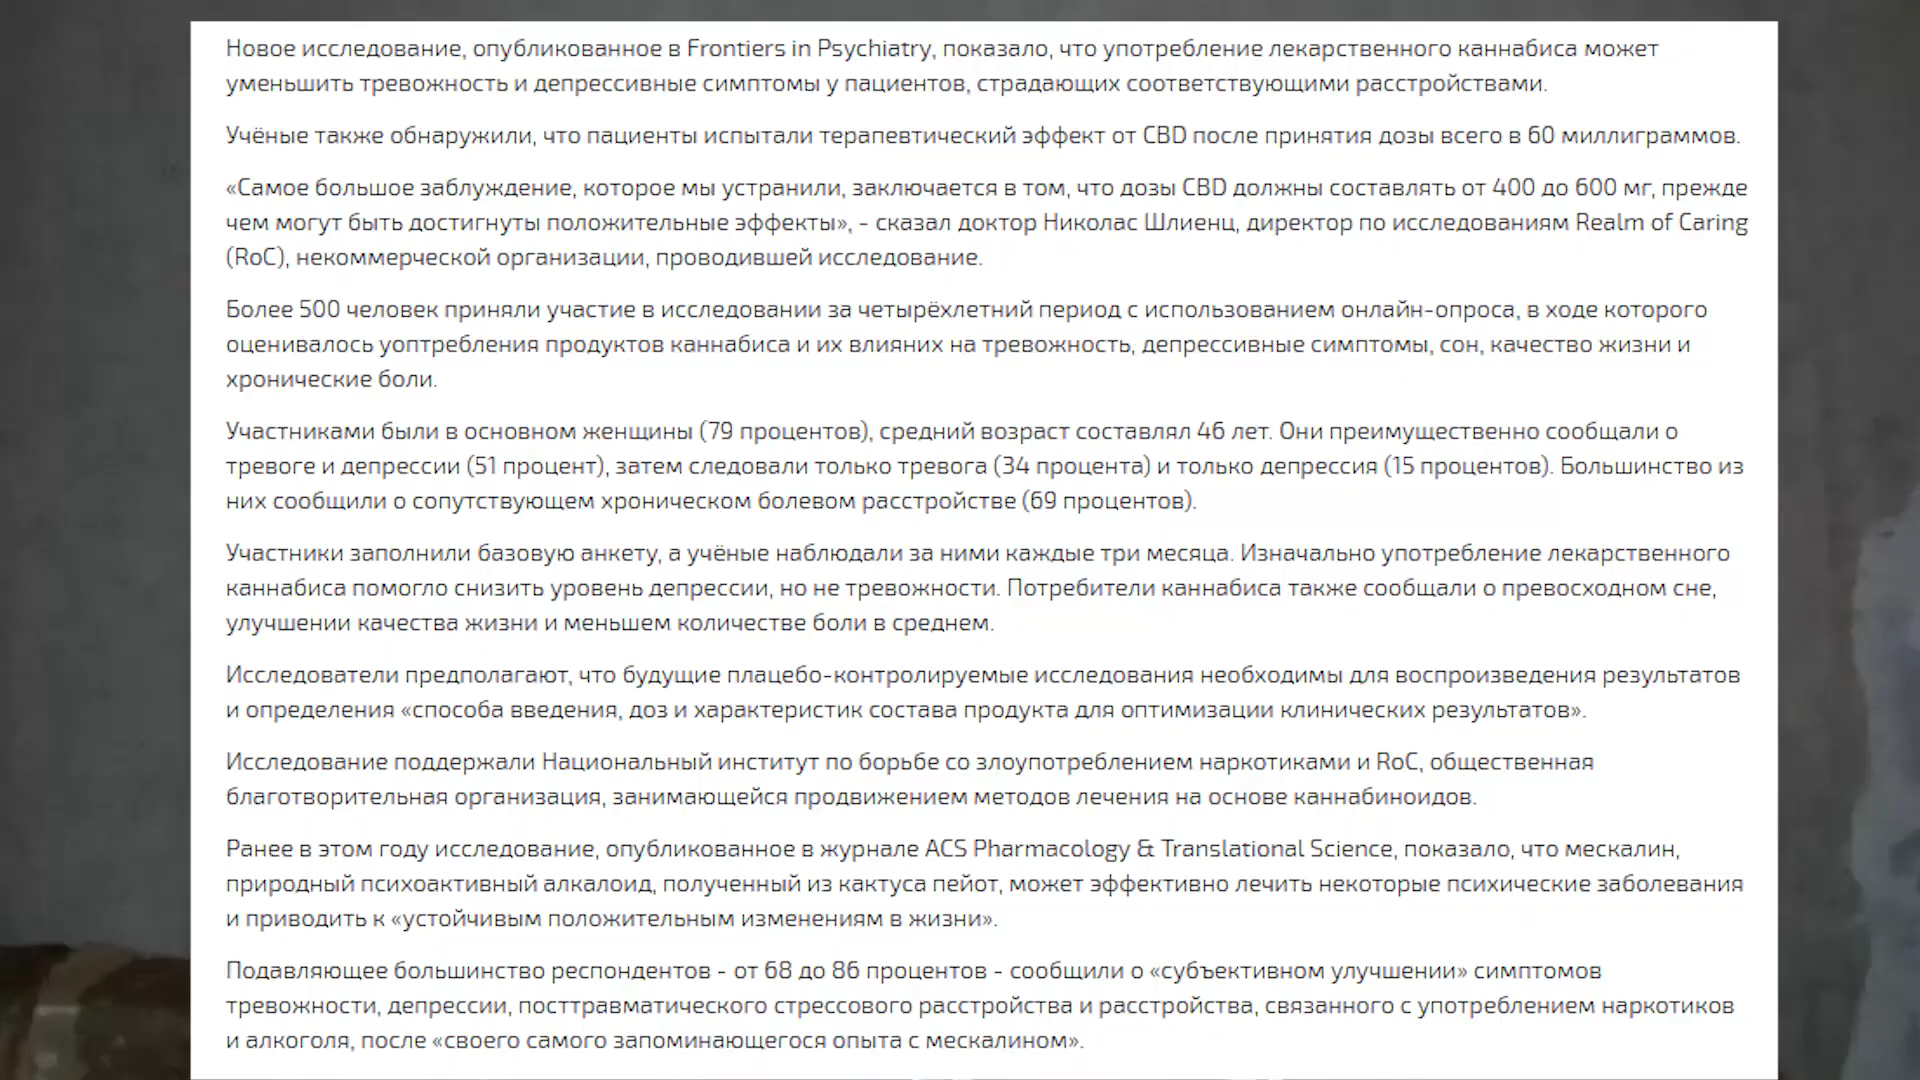 Новое исследование, опубликованное в Frontiers in Psychiatry, показало, что употребление лекарственного каннабиса может
уменьшить тревожность и депрессивные симптомы у пациентов, страдающих соответствующими расстройствами.
Учёные также обнаружили, что пациенты испытали терапевтический эффект от CBD после принятия дозы всего в 60 миллиграммов.
«Самое большое заблуждение, которое мы устранили, заключается в том, что дозы CBD должны составлять от 400 до 600 мг, прежде
чем могут быть достигнуты положительные эффекты», - сказал доктор Николас Шлиенц, директор по исследованиям Realm of Caring
(RoC), некоммерческой организации, проводившей исследование.
Более 500 человек приняли участие в исследовании за четырёхлетний период с использованием онлайн-опроса, в ходе которого
оценивалось уоптребления продуктов каннабиса и их влияних на тревожность, депрессивные симптомы, сон, качество жизни и
хронические боли.
Участниками были в основном женщины (79 процентов), средний возраст составлял 46 лет. Они преимущественно сообщали о
тревоге и депрессии (51 процент), затем следовали только тревога (34 процента) и только депрессия (15 процентов). Большинство из
них сообщили о сопутствующем хроническом болевом расстройстве (69 процентов).
Участники заполнили базовую анкету, а учёные наблюдали за ними каждые три месяца. Изначально употребление лекарственного
каннабиса помогло снизить уровень депрессии, но не тревожности. Потребители каннабиса также сообщали о превосходном сне,
улучшении качества жизни и меньшем количестве боли в среднем.
Исследователи предполагают, что будущие плацебо-контролируемые исследования необходимы для воспроизведения результатов
и определения «способа введения, доз и характеристик состава продукта для оптимизации клинических результатов».
Исследование поддержали Национальный институт по борьбе со злоупотреблением наркотиками и RoC, общественная
благотворительная организация, занимающейся продвижением методов лечения на основе каннабиноидов.
Ранее в этом году исследование, опубликованное в журнале ACS Pharmacology & Translational Science, показало, что мескалин,
природный психоактивный алкалоид, полученный из кактуса пейот, может эффективно лечить некоторые психические заболевания
и приводить к «устойчивым положительным изменениям в жизни».
Подавляющее большинство респондентов - от 68 до 86 процентов - сообщили о «субъективном улучшении» симптомов
тревожности, депрессии, посттравматического стрессового расстройства и расстройства, связанного с употреблением наркотиков
и алкоголя, после «своего самого запоминающегося опыта с мескалином».